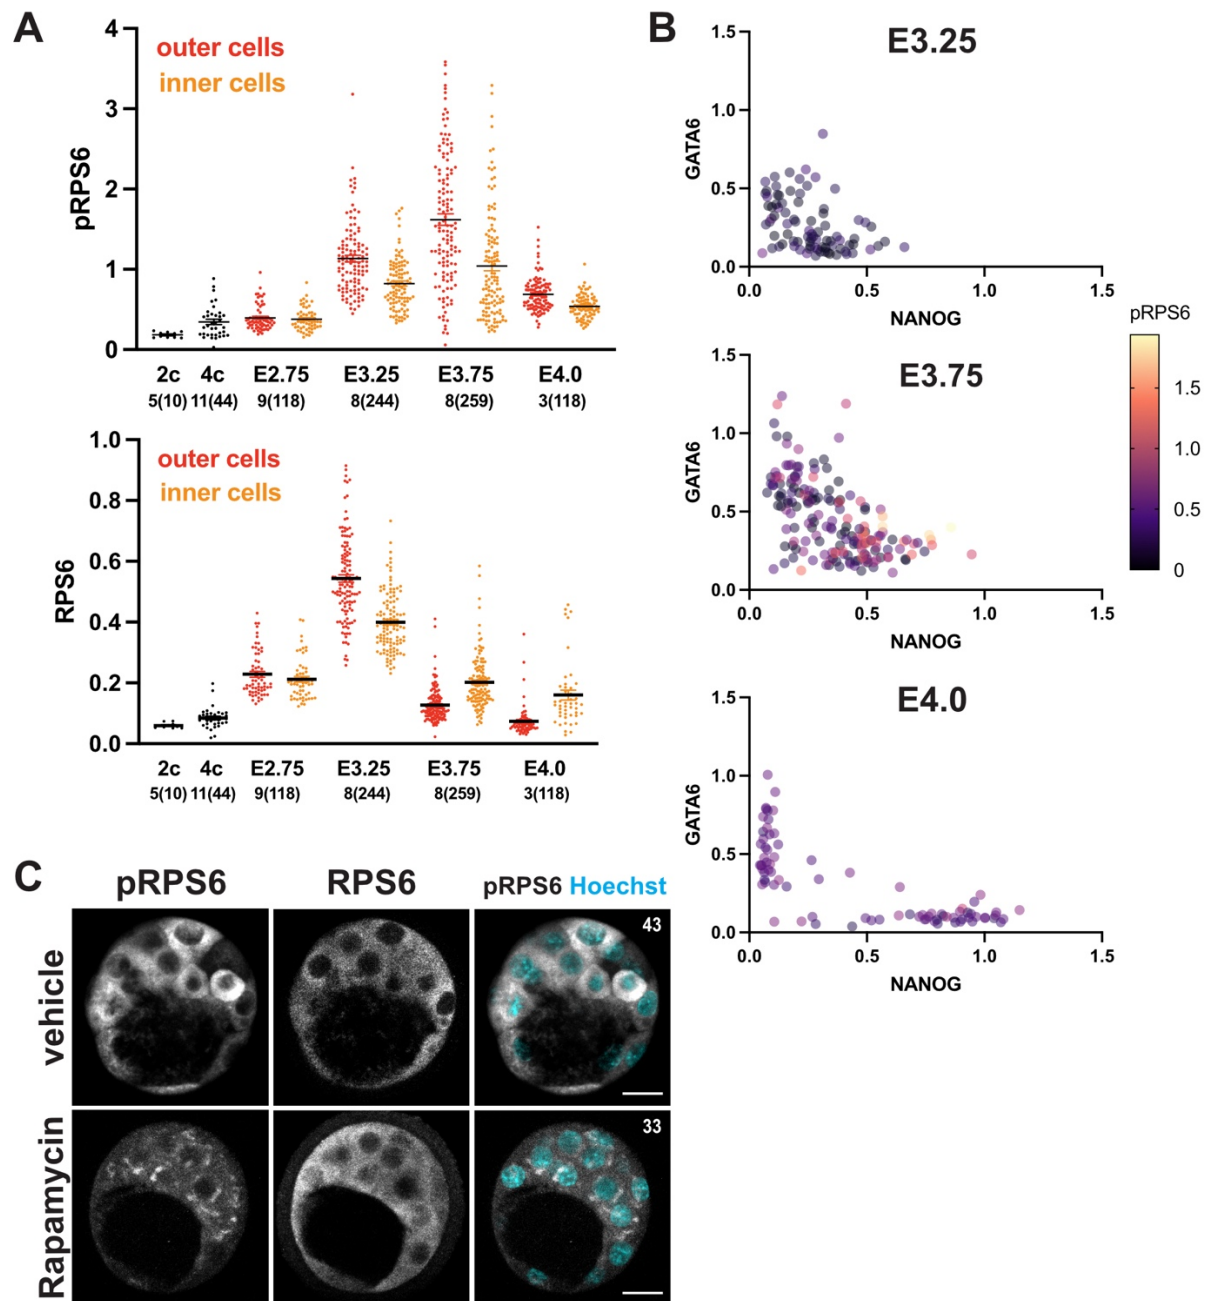 A
4
3
2
1
0
pRPS6
outer cells
inner cells
2c 4c E2.75 E3.25 E3.75 E4.0
5(10) 11(44) 9(118) 8(244) 8(259) 3(118)
1.0
0.8
0.6
0.4
0.2
0.0
RPS6
outer cells
inner cells
2c 4c E2.75 E3.25 E3.75 E4.0
5(10) 11(44) 9(118) 8(244) 8(259) 3(118)
B
E3.25
1.5
1.0
0.5
0.0
GATA6
0.0 0.5 1.0 1.5
NANOG
E3.75
1.5
1.0
0.5
0.0
GATA6
0.0 0.5 1.0 1.5
NANOG
pRPS6
1.5
1.0
0.5
0
E4.0
1.5
1.0
0.5
0.0
GATA6
0.0 0.5 1.0 1.5
NANOG
C
pRPS6 RPS6 pRPS6 Hoechst
vehicle
43
Rapamycin
33